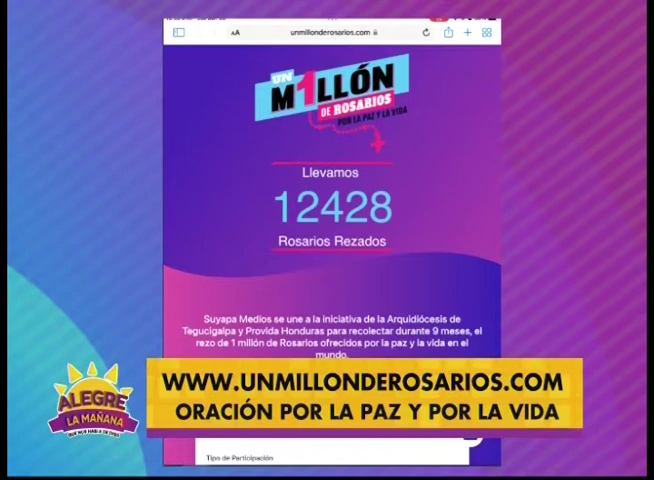 AA
unmillonderosarios.com
UN
M1LLÓN
DE ROSARIOS
POR LA PAZ Y LA VIDA
Llevamos
12428
Rosarios Rezados
Suyapa Medios se une a la iniciativa de la Arquidiócesis de
Tegucigalpa y Provida Honduras para recolectar durante 9 meses, el
rezo de 1 millón de Rosarios ofrecidos por la paz y la vida en el
mundo.
WWW.UNMILLONDEROSARIOS.COM
ORACIÓN POR LA PAZ Y POR LA VIDA
ALEGRE
LA MAÑANA
Tipo de Participación